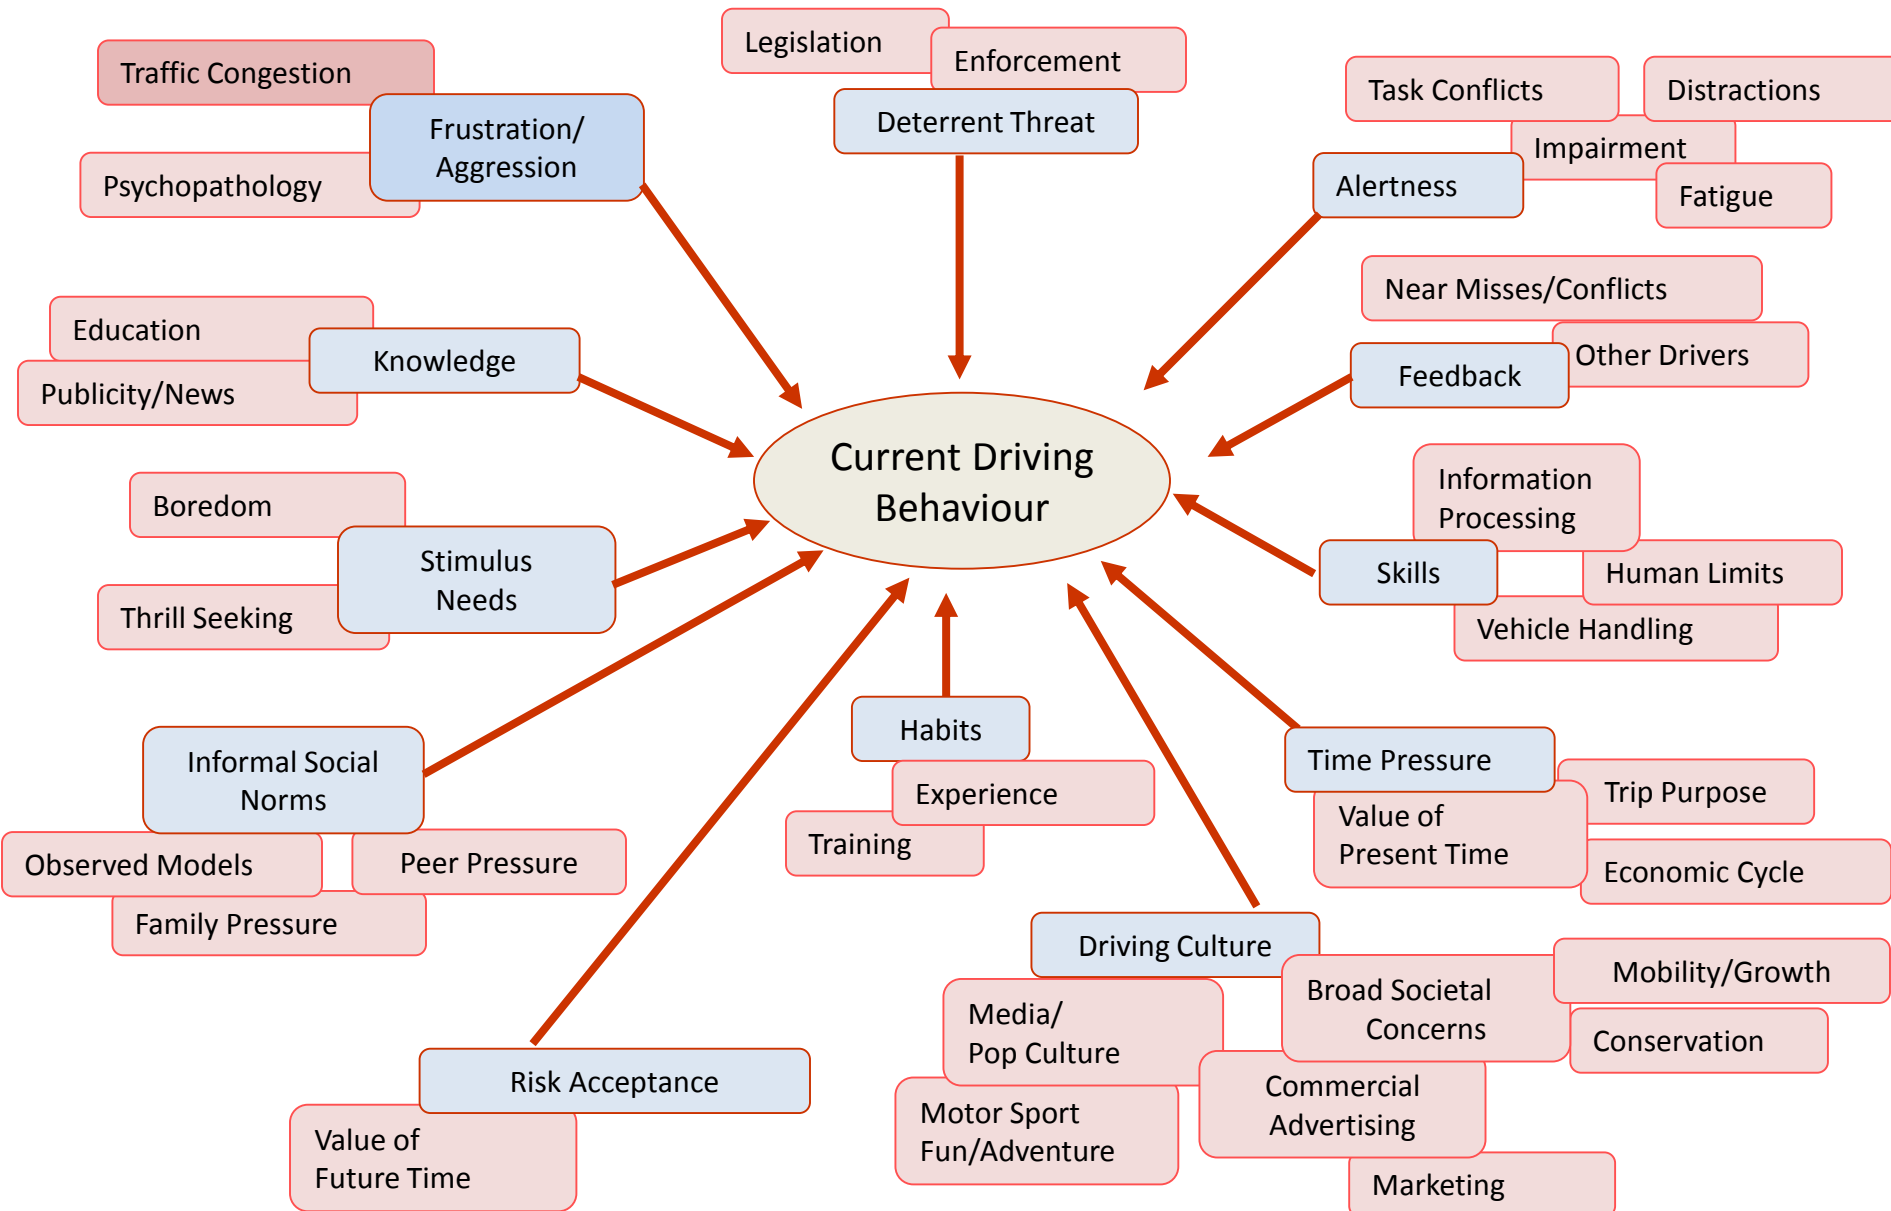 Legislation
Enforcement
Deterrent Threat
Traffic Congestion
Frustration/
Aggression
Psychopathology
Task Conflicts
Distractions
Impairment
Alertness
Fatigue
Near Misses/Conflicts
Other Drivers
Feedback
Education
Knowledge
Publicity/News
Current Driving
Behaviour
Information
Processing
Skills
Human Limits
Vehicle Handling
Boredom
Stimulus
Needs
Thrill Seeking
Informal Social
Norms
Observed Models
Peer Pressure
Family Pressure
Habits
Experience
Training
Time Pressure
Trip Purpose
Value of
Present Time
Economic Cycle
Driving Culture
Broad Societal
Concerns
Mobility/Growth
Conservation
Media/
Pop Culture
Commercial
Advertising
Motor Sport
Fun/Adventure
Marketing
Risk Acceptance
Value of
Future Time